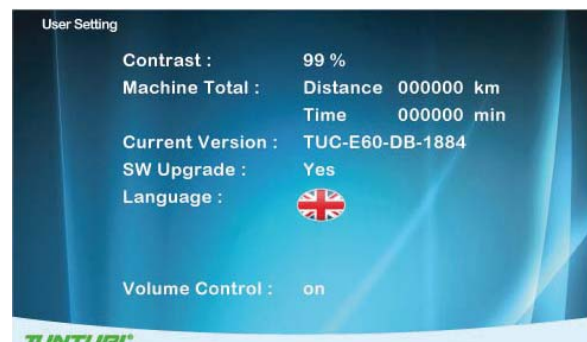 User Setting
Contrast : 99 %
Machine Total : Distance 000000 km
Time 000000 min
Current Version : TUC-E60-DB-1884
SW Upgrade : Yes
Language :
Volume Control : on
TUNTURI®